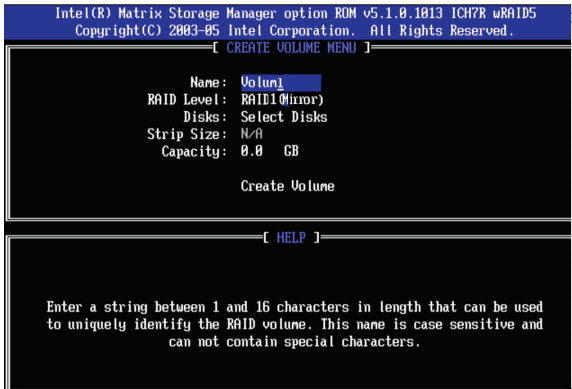 Intel(R) Matrix Storage Manager option ROM v5.1.0.1013 ICH7R wRAID5
Copyright(C) 2003-05 Intel Corporation. All Rights Reserved.
[ CREATE VOLUME MENU ]
Name: Volum1
RAID Level: RAID1(Mirror)
Disks: Select Disks
Strip Size: N/A
Capacity: 0.0 GB
Create Volume
[ HELP ]
Enter a string between 1 and 16 characters in length that can be used
to uniquely identify the RAID volume. This name is case sensitive and
can not contain special characters.